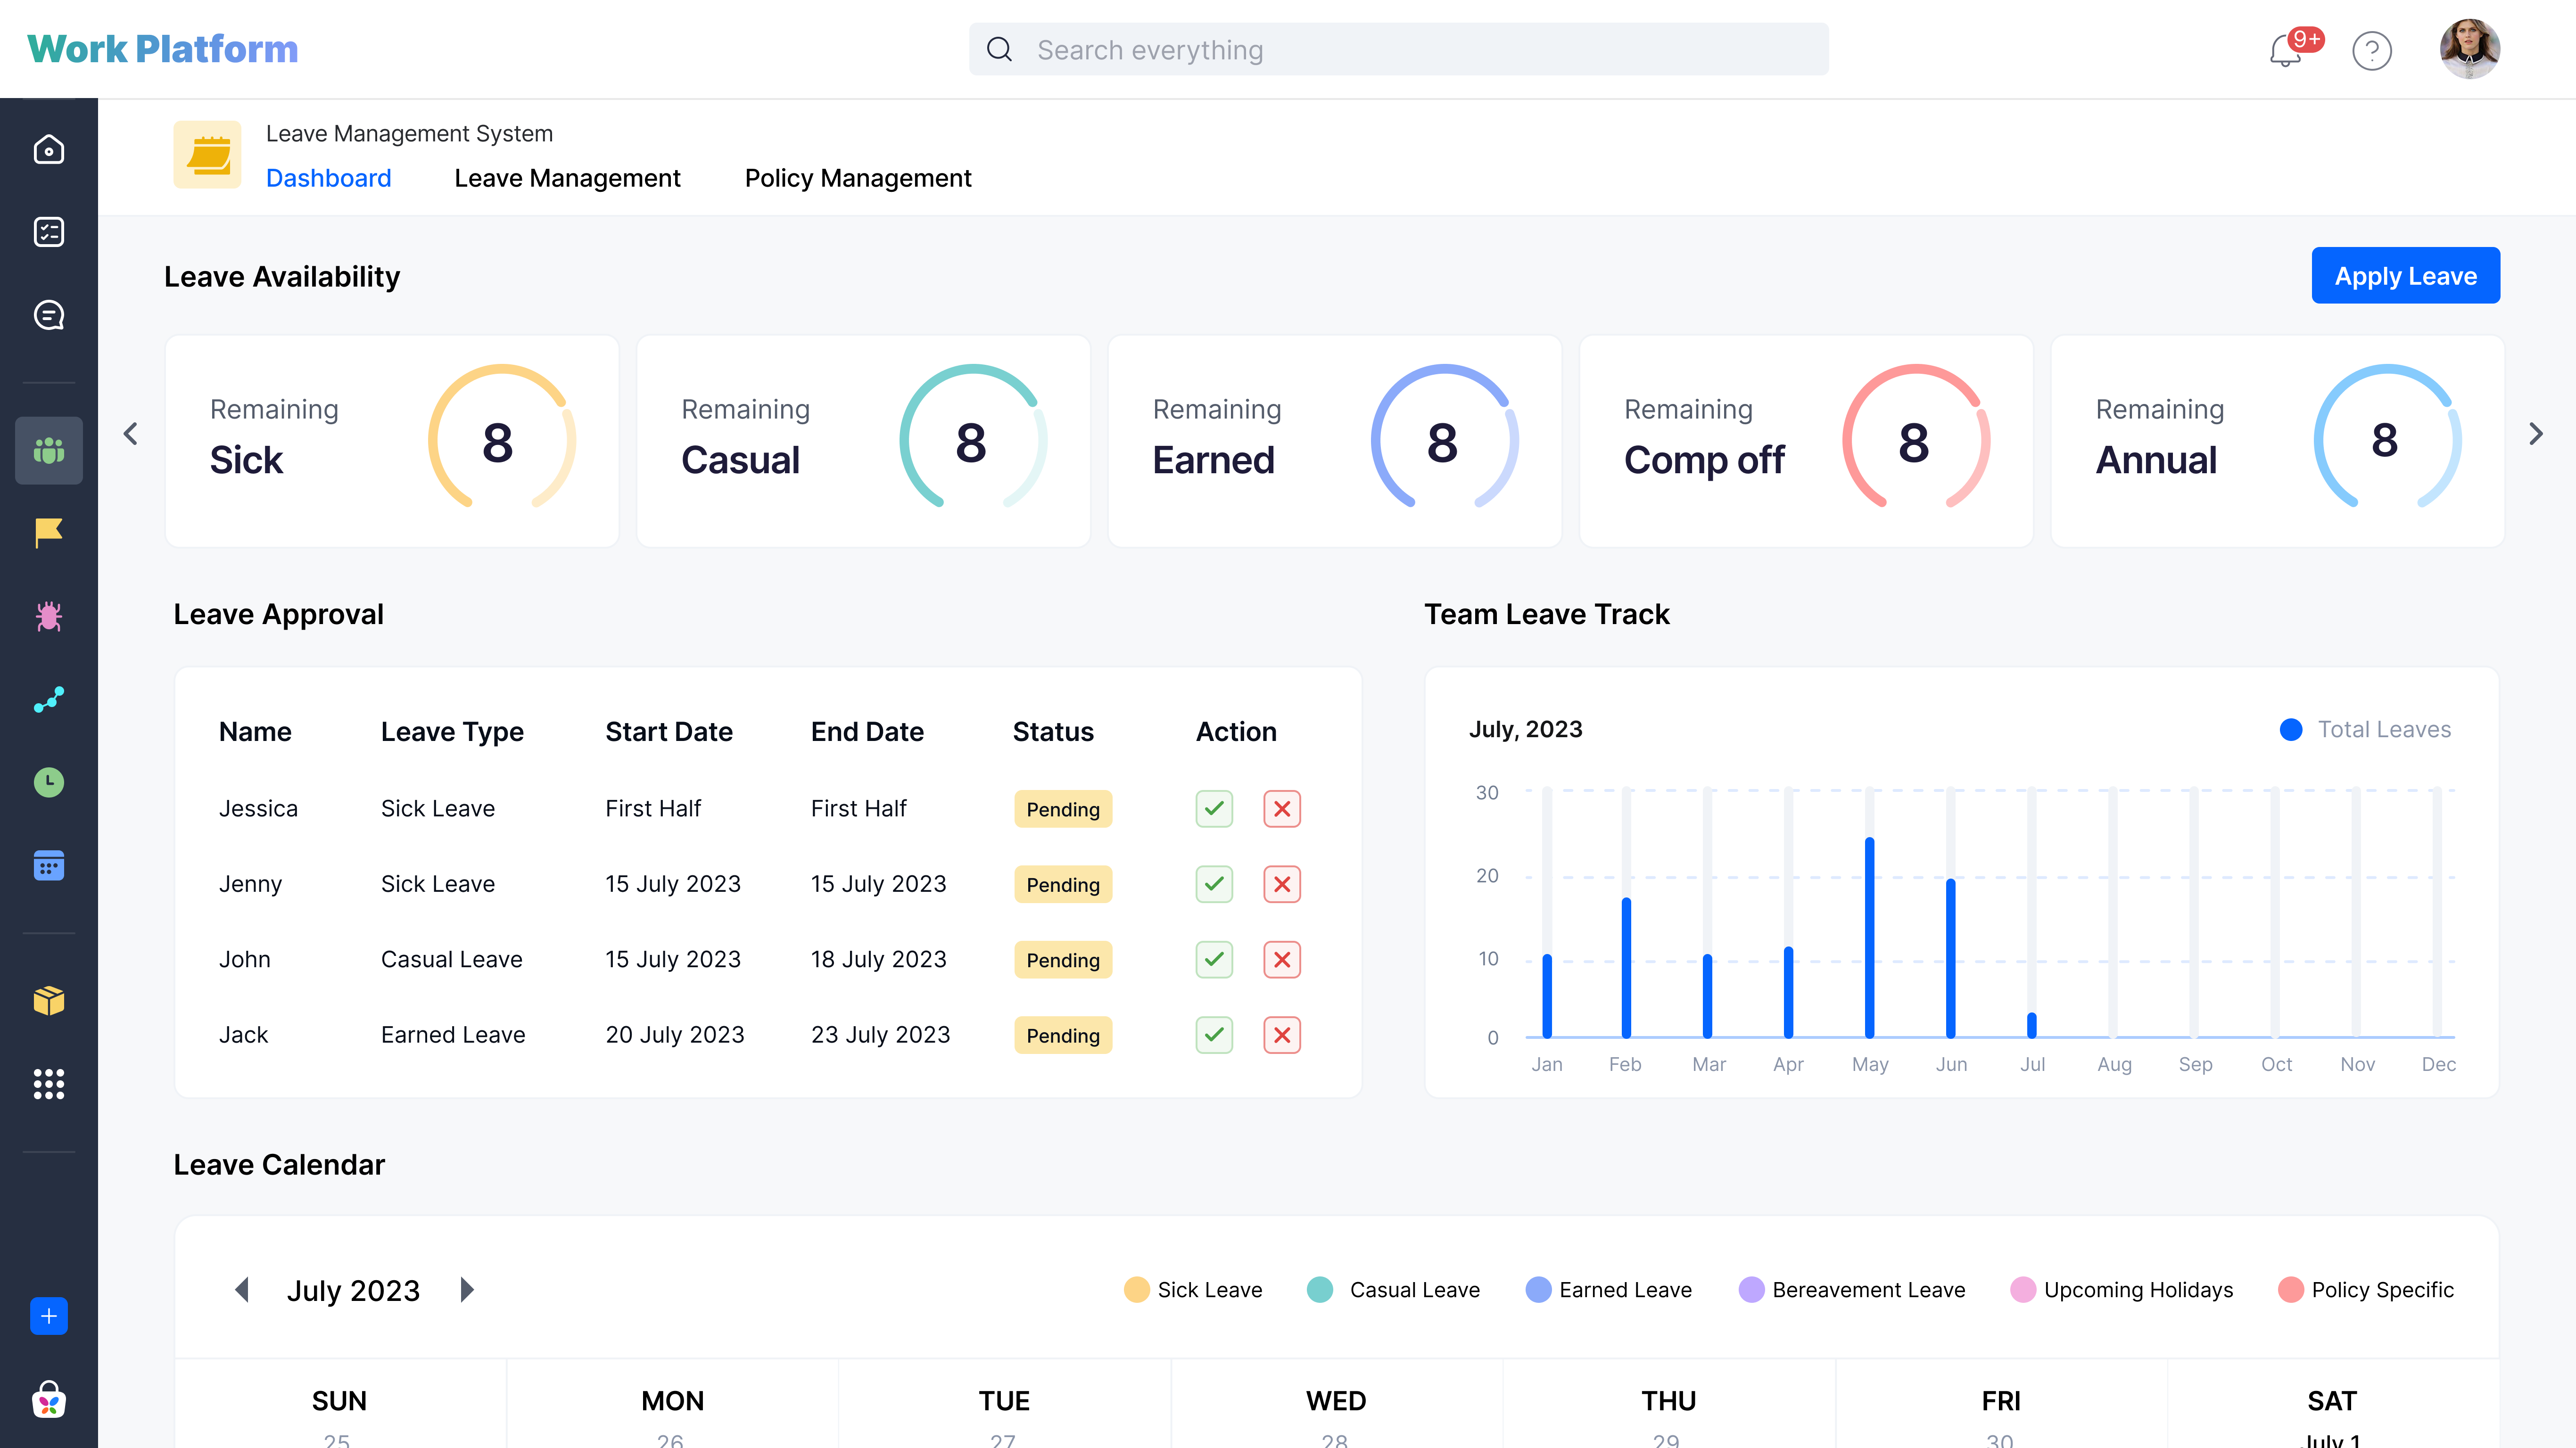 Work Platform
Search everything
9+
Leave Management System
Dashboard Leave Management Policy Management
Leave Availability
Apply Leave
Remaining
Sick
8
Remaining
Casual
8
Remaining
Earned
8
Remaining
Comp off
8
Remaining
Annual
8
Leave Approval
Name Leave Type Start Date End Date Status Action
Jessica Sick Leave First Half First Half Pending
Jenny Sick Leave 15 July 2023 15 July 2023 Pending
John Casual Leave 15 July 2023 18 July 2023 Pending
Jack Earned Leave 20 July 2023 23 July 2023 Pending
Team Leave Track
July, 2023
Total Leaves
30
20
10
0
Jan Feb Mar Apr May Jun Jul Aug Sep Oct Nov Dec
Leave Calendar
July 2023
Sick Leave Casual Leave Earned Leave Bereavement Leave Upcoming Holidays Policy Specific
SUN MON TUE WED THU FRI SAT
25 26 27 28 29 30 July 1